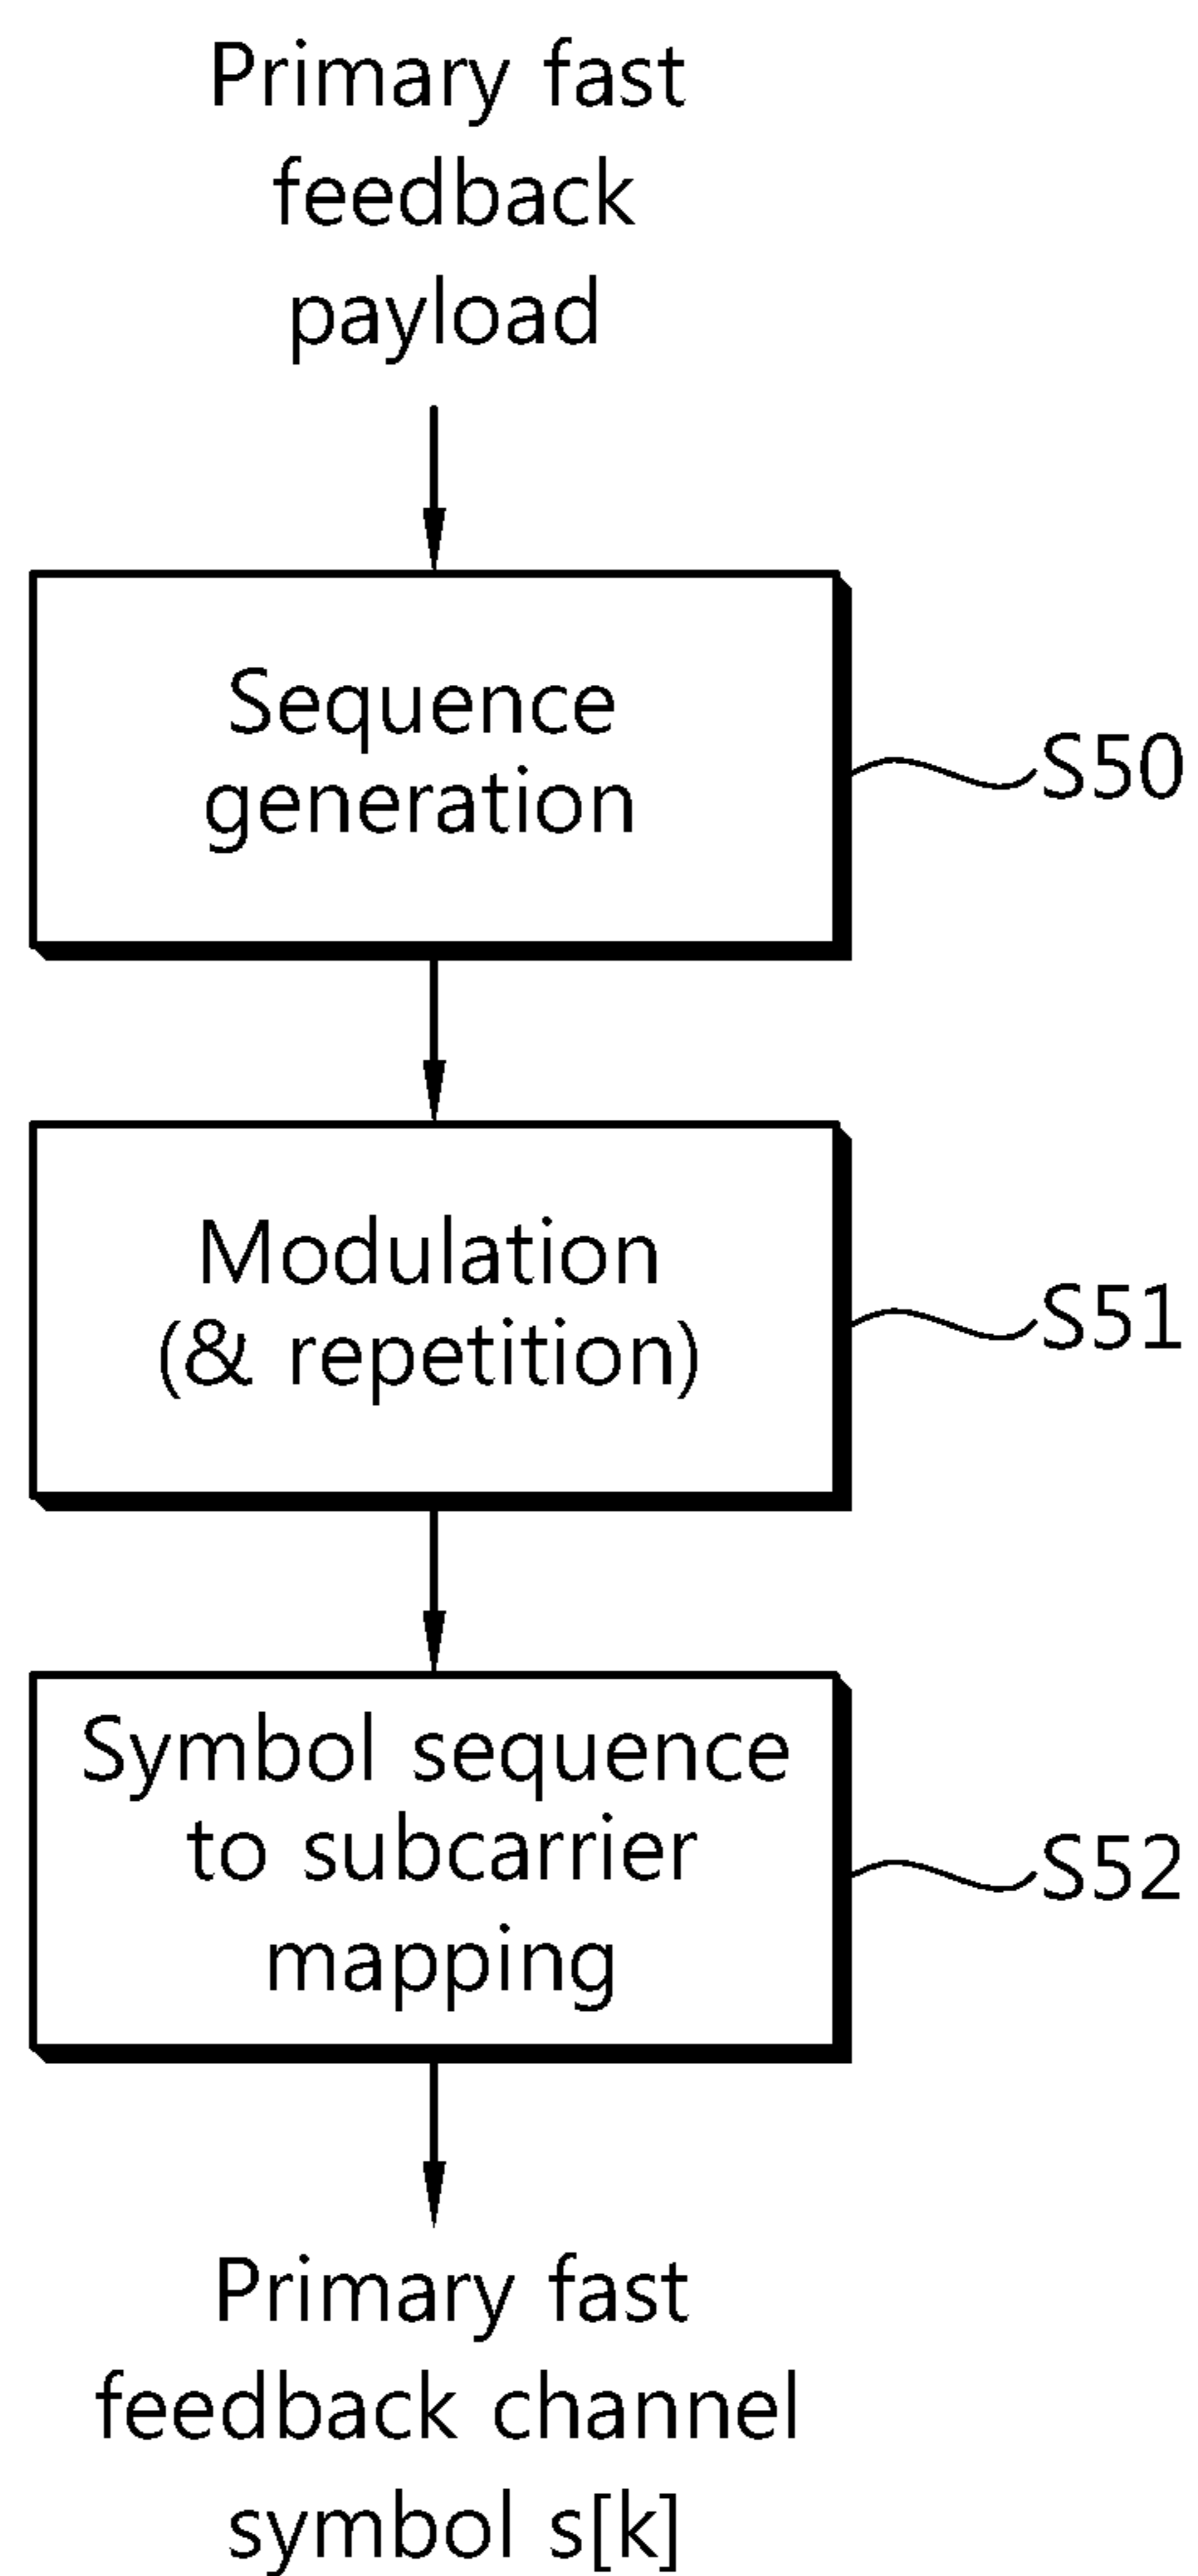 Primary fast
feedback
payload
Sequence
generation
S50
Modulation
(& repetition)
S51
Symbol sequence
to subcarrier
mapping
S52
Primary fast
feedback channel
symbol s[k]